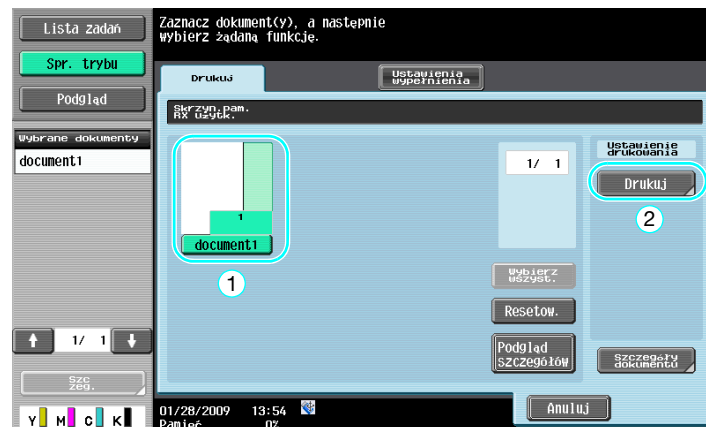 Lista zadań
Spr. trybu
Podgląd
Wybrane dokumenty
document1
1/ 1
Szc
zeg.
Y M C K
Zaznacz dokument(y), a następnie
wybierz żądaną funkcję.
Drukuj
Ustawienia
wypełnienia
Skrzyn.pam.
RX użytk.
1
document1
1
1/ 1
Wybierz
wszyst.
Resetow.
Podgląd
szczegółów
Ustawienie
drukowania
Drukuj
2
Szczegóły
dokumentu
01/28/2009 13:54
Pamięć 0%
Anuluj